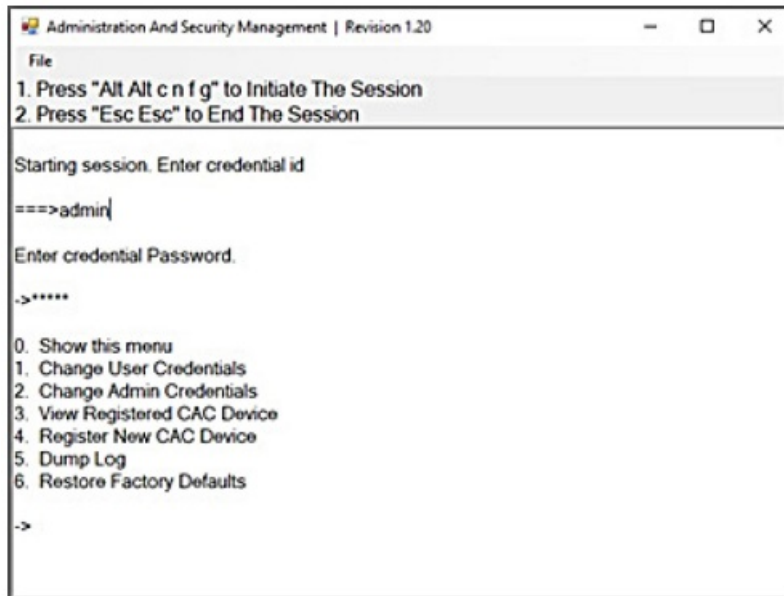 Administration And Security Management | Revision 1.20
File
1. Press "Alt Alt c n f g" to Initiate The Session
2. Press "Esc Esc" to End The Session
Starting session. Enter credential id
===>admin
Enter credential Password.
->*****
0. Show this menu
1. Change User Credentials
2. Change Admin Credentials
3. View Registered CAC Device
4. Register New CAC Device
5. Dump Log
6. Restore Factory Defaults
->